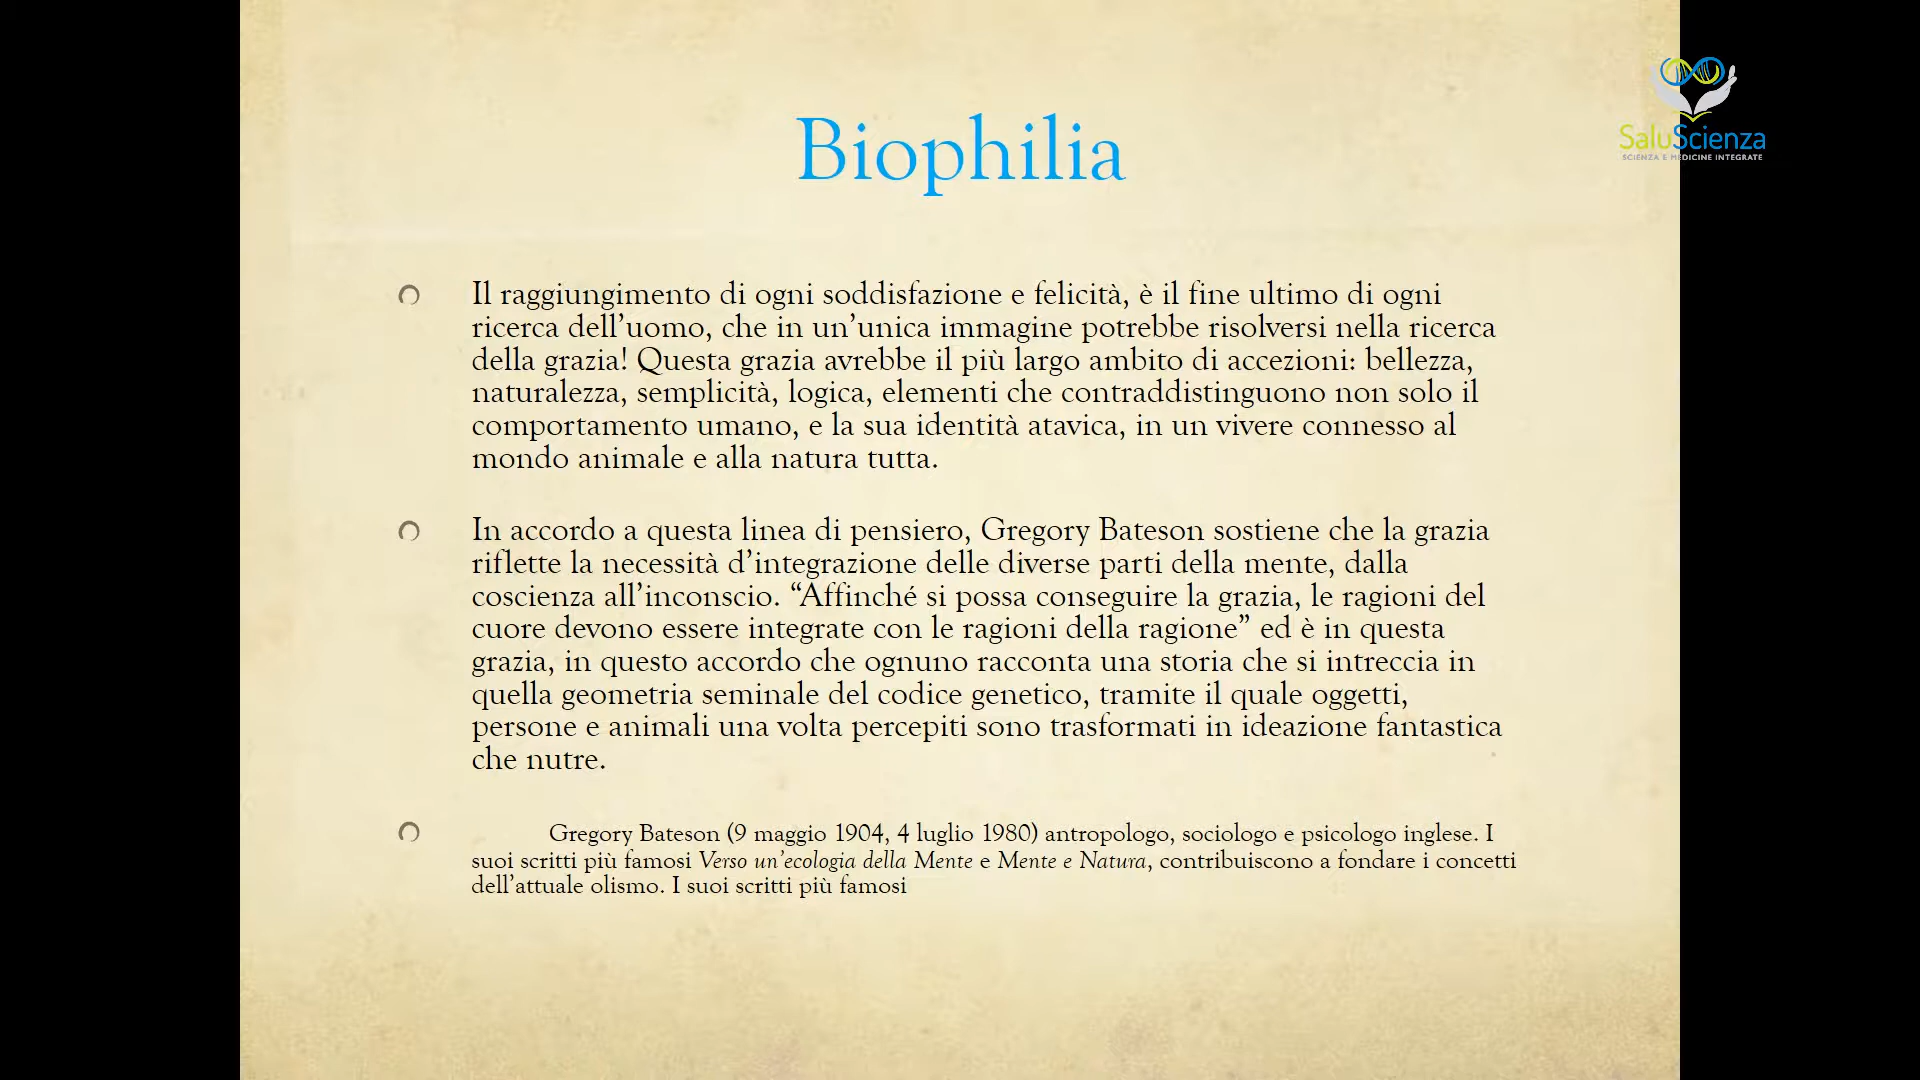 Biophilia
SaluScienza
SCIENZA E MEDICINE INTEGRATE
Il raggiungimento di ogni soddisfazione e felicità, è il fine ultimo di ogni
ricerca dell’uomo, che in un’unica immagine potrebbe risolversi nella ricerca
della grazia! Questa grazia avrebbe il più largo ambito di accezioni: bellezza,
naturalezza, semplicità, logica, elementi che contraddistinguono non solo il
comportamento umano, e la sua identità atavica, in un vivere connesso al
mondo animale e alla natura tutta.
In accordo a questa linea di pensiero, Gregory Bateson sostiene che la grazia
riflette la necessità d’integrazione delle diverse parti della mente, dalla
coscienza all’inconscio. “Affinché si possa conseguire la grazia, le ragioni del
cuore devono essere integrate con le ragioni della ragione” ed è in questa
grazia, in questo accordo che ognuno racconta una storia che si intreccia in
quella geometria seminale del codice genetico, tramite il quale oggetti,
persone e animali una volta percepiti sono trasformati in ideazione fantastica
che nutre.
Gregory Bateson (9 maggio 1904, 4 luglio 1980) antropologo, sociologo e psicologo inglese. I
suoi scritti più famosi Verso un’ecologia della Mente e Mente e Natura, contribuiscono a fondare i concetti
dell’attuale olismo. I suoi scritti più famosi